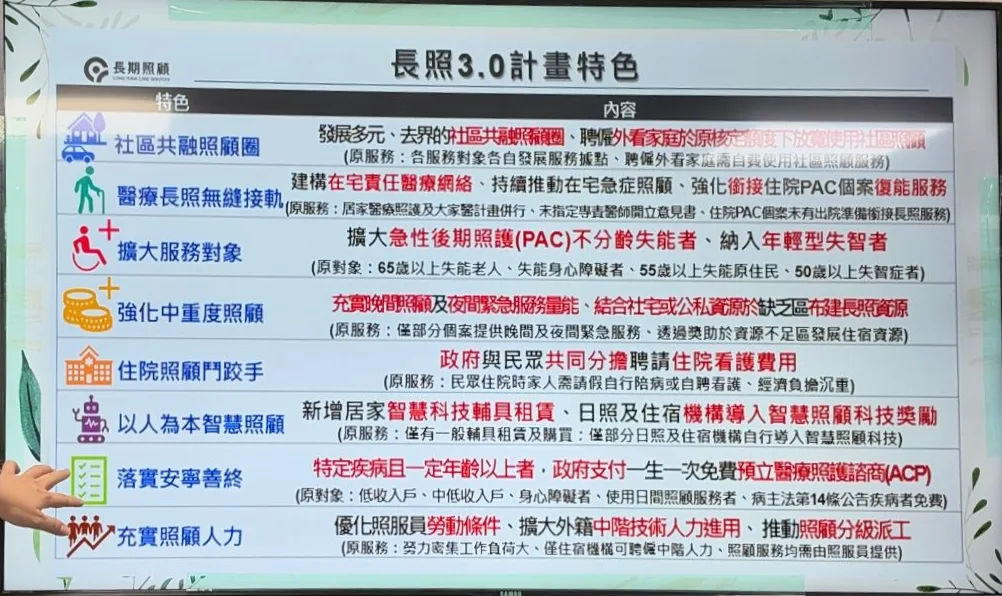 長期照顧
LONG TERM CARE SERVICES
長照3.0計畫特色
特色 內容
社區共融照顧圈 發展多元、去界的社區共融照顧圈、聘僱外看家庭於原核定額度下放寬使用社區照顧
(原服務：各服務對象各自發展服務據點、聘僱外看家庭需自費使用社區照顧服務)
醫療長照無縫接軌 建構在宅責任醫療網絡、持續推動在宅急症照顧、強化銜接住院PAC個案復能服務
(原服務：居家醫療照護及大家醫計畫併行、未指定專責醫師開立意見書、住院PAC個案未有出院準備銜接長照服務)
擴大服務對象 擴大急性後期照護(PAC)不分齡失能者、納入年輕型失智者
(原對象：65歲以上失能老人、失能身心障礙者、55歲以上失能原住民、50歲以上失智症者)
強化中重度照顧 充實晚間照顧及夜間緊急服務量能、結合社宅或公私資源於缺乏區布建長照資源
(原服務：僅部分個案提供晚間及夜間緊急服務、透過獎助於資源不足區發展住宿資源)
住院照顧鬥跤手 政府與民眾共同分擔聘請住院看護費用
(原服務：民眾住院時家人需請假自行陪病或自聘看護、經濟負擔沉重)
以人為本智慧照顧 新增居家智慧科技輔具租賃、日照及住宿機構導入智慧照顧科技獎勵
(原服務：僅有一般輔具租賃及購買；僅部分日照及住宿機構自行導入智慧照顧科技)
落實安寧善終 特定疾病且一定年齡以上者，政府支付一生一次免費預立醫療照護諮商(ACP)
(原對象：低收入戶、中低收入戶、身心障礙者、使用日間照顧服務者、病主法第14條公告疾病者免費)
充實照顧人力 優化照服員勞動條件、擴大外籍中階技術人力進用、推動照顧分級派工
(原服務：勞力密集工作負荷大、僅住宿機構可聘僱中階人力、照顧服務均需由照服員提供)
SAMPO